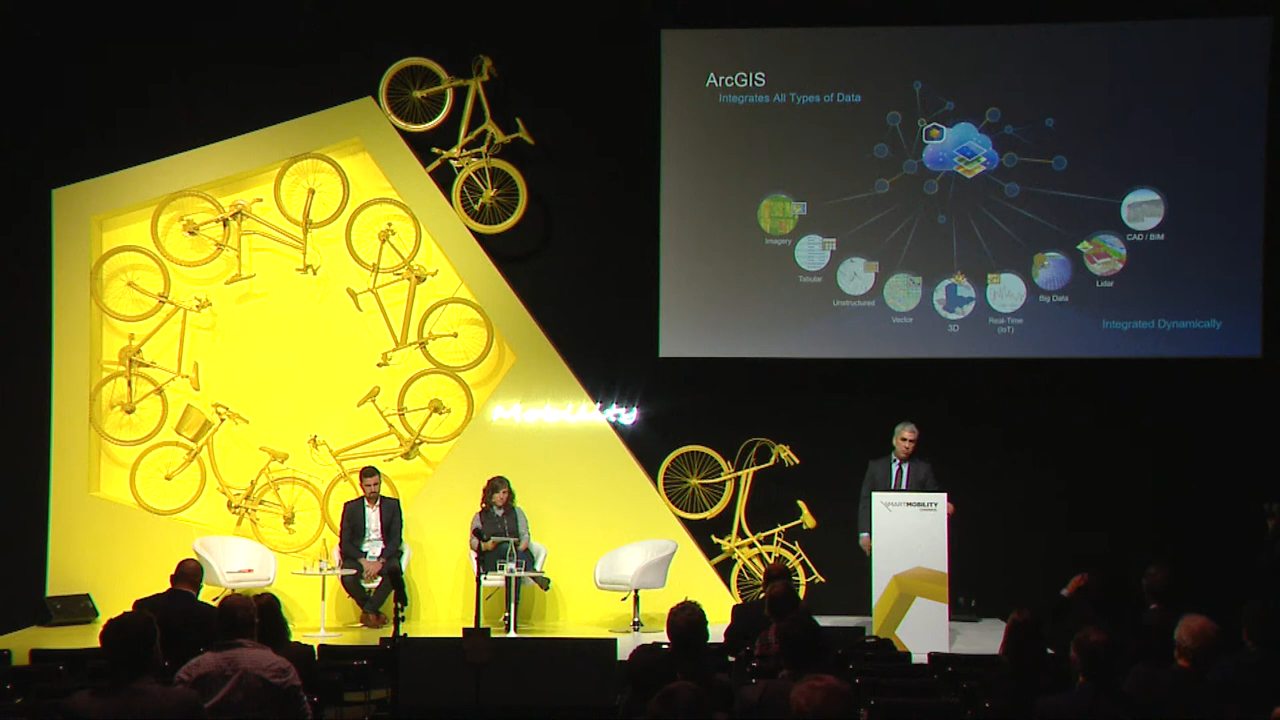 ArcGIS
Integrates All Types of Data
Imagery
Tabular
Unstructured
Vector
3D
Real-Time
(IoT)
Big Data
Lidar
CAD / BIM
Integrated Dynamically
Mobility
SMARTMOBILITY
CONGRESS